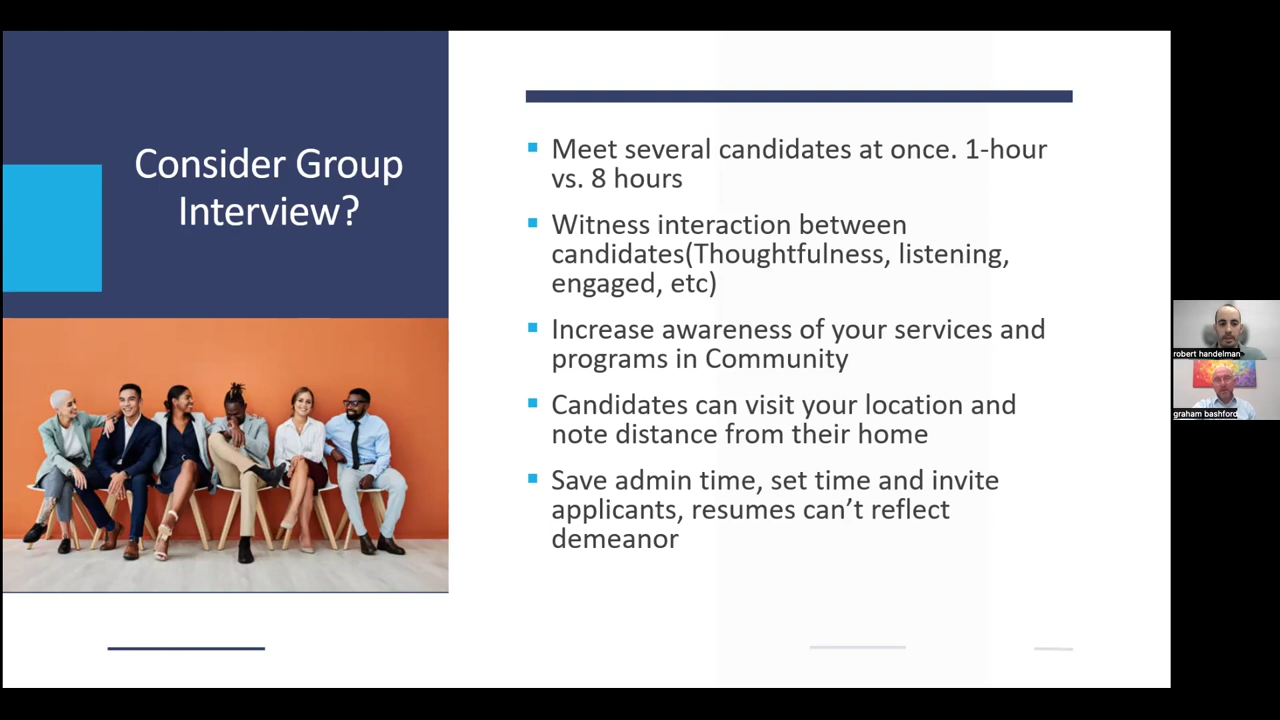 Consider Group
Interview?
Meet several candidates at once. 1-hour
vs. 8 hours
Witness interaction between
candidates(Thoughtfulness, listening,
engaged, etc)
Increase awareness of your services and
programs in Community
Candidates can visit your location and
note distance from their home
Save admin time, set time and invite
applicants, resumes can’t reflect
demeanor
robert handelman
graham bashford